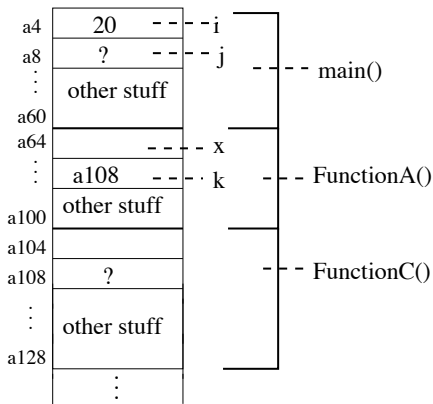 a4 20 i
a8 ? j
⋮ other stuff main()
a60
a64 x
⋮ a108 k FunctionA()
a100 other stuff
a104
a108 ? FunctionC()
⋮ other stuff
a128
⋮